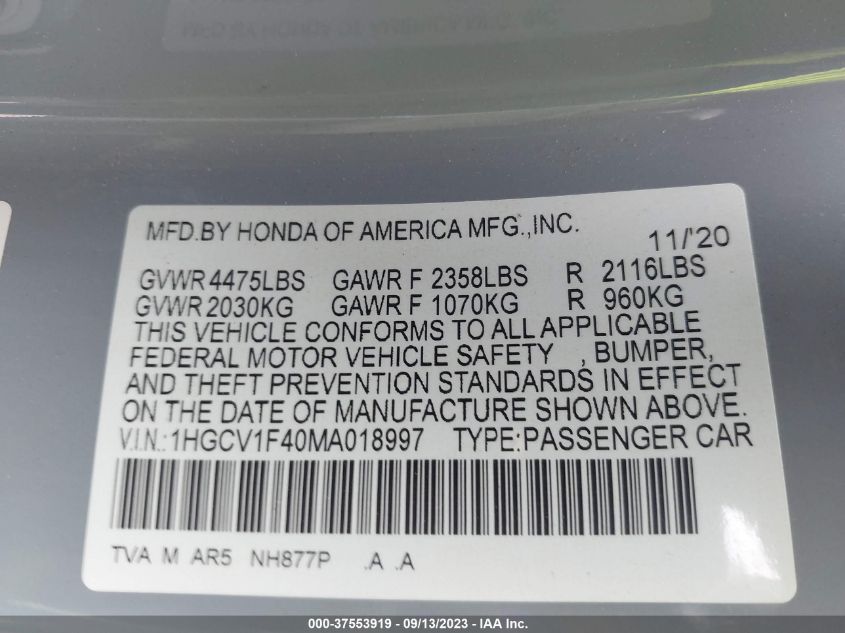 MFD.BY HONDA OF AMERICA MFG.,INC. 11/'20
GVWR 4475LBS GAWR F 2358LBS R 2116LBS
GVWR 2030KG GAWR F 1070KG R 960KG
THIS VEHICLE CONFORMS TO ALL APPLICABLE
FEDERAL MOTOR VEHICLE SAFETY , BUMPER,
AND THEFT PREVENTION STANDARDS IN EFFECT
ON THE DATE OF MANUFACTURE SHOWN ABOVE.
V.I.N.:1HGCV1F40MA018997 TYPE:PASSENGER CAR
TVA M AR5 NH877P .A .A
000-37553919 - 09/13/2023 - IAA Inc.